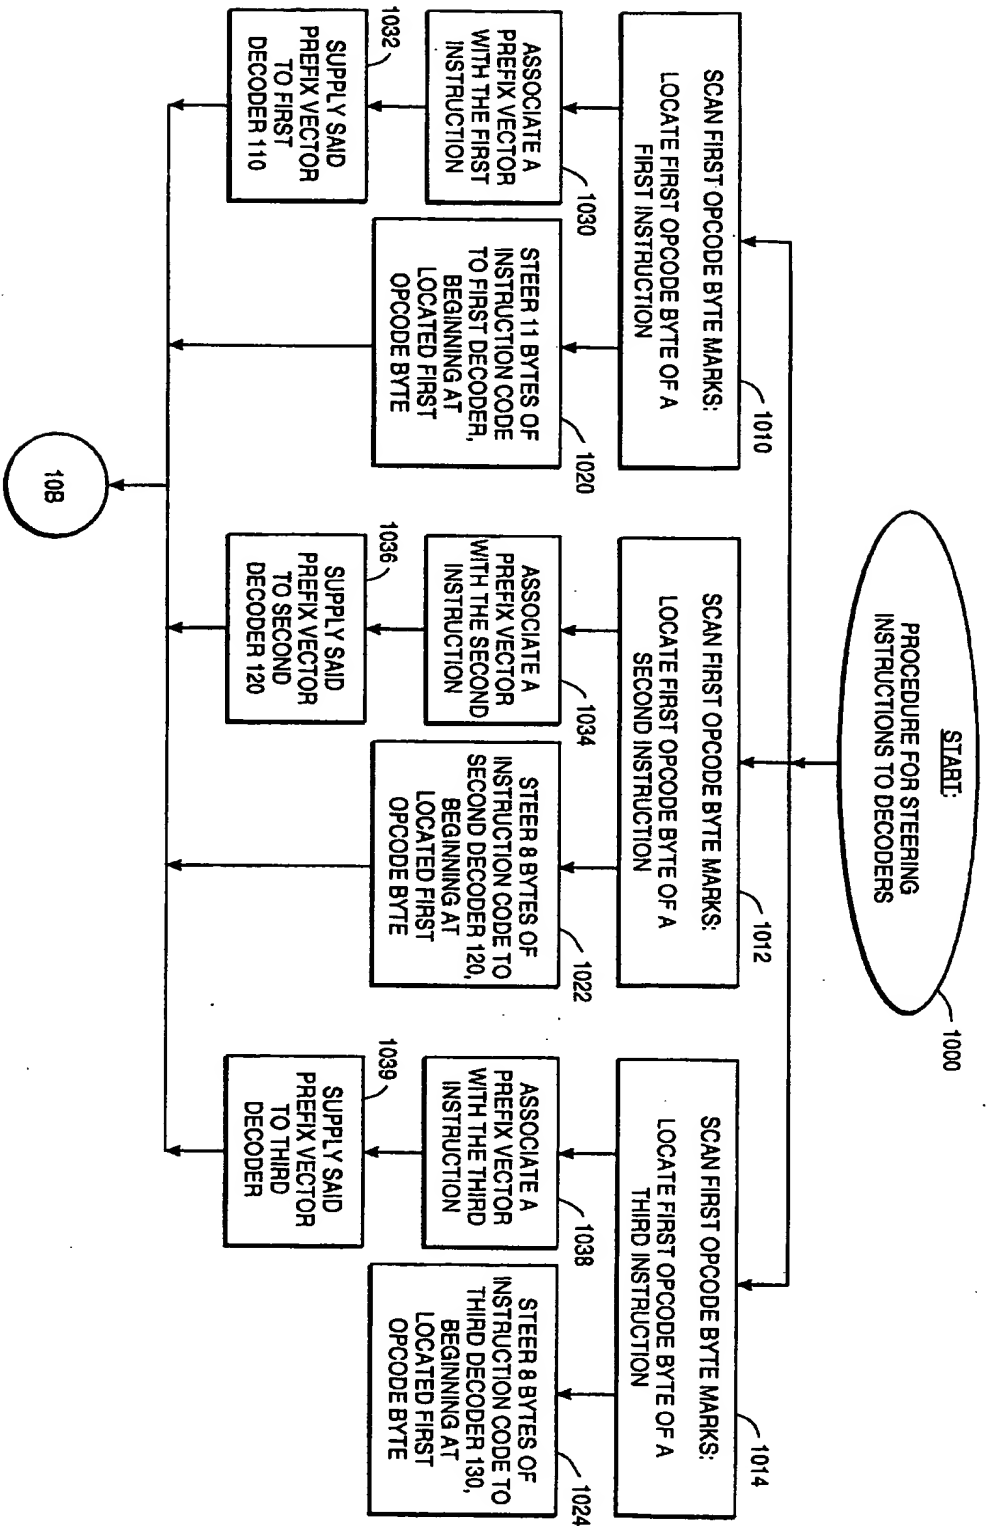 START:
PROCEDURE FOR STEERING
INSTRUCTIONS TO DECODERS
1000
SCAN FIRST OPCODE BYTE MARKS:
LOCATE FIRST OPCODE BYTE OF A
FIRST INSTRUCTION
1010
SCAN FIRST OPCODE BYTE MARKS:
LOCATE FIRST OPCODE BYTE OF A
SECOND INSTRUCTION
1012
SCAN FIRST OPCODE BYTE MARKS:
LOCATE FIRST OPCODE BYTE OF A
THIRD INSTRUCTION
1014
ASSOCIATE A
PREFIX VECTOR
WITH THE FIRST
INSTRUCTION
1030
STEER 11 BYTES OF
INSTRUCTION CODE
TO FIRST DECODER,
BEGINNING AT
LOCATED FIRST
OPCODE BYTE
1020
ASSOCIATE A
PREFIX VECTOR
WITH THE SECOND
INSTRUCTION
1034
STEER 8 BYTES OF
INSTRUCTION CODE TO
SECOND DECODER 120,
BEGINNING AT
LOCATED FIRST
OPCODE BYTE
1022
ASSOCIATE A
PREFIX VECTOR
WITH THE THIRD
INSTRUCTION
1038
STEER 8 BYTES OF
INSTRUCTION CODE TO
THIRD DECODER 130,
BEGINNING AT
LOCATED FIRST
OPCODE BYTE
1024
1032
SUPPLY SAID
PREFIX VECTOR
TO FIRST
DECODER 110
1036
SUPPLY SAID
PREFIX VECTOR
TO SECOND
DECODER 120
1039
SUPPLY SAID
PREFIX VECTOR
TO THIRD
DECODER
10B